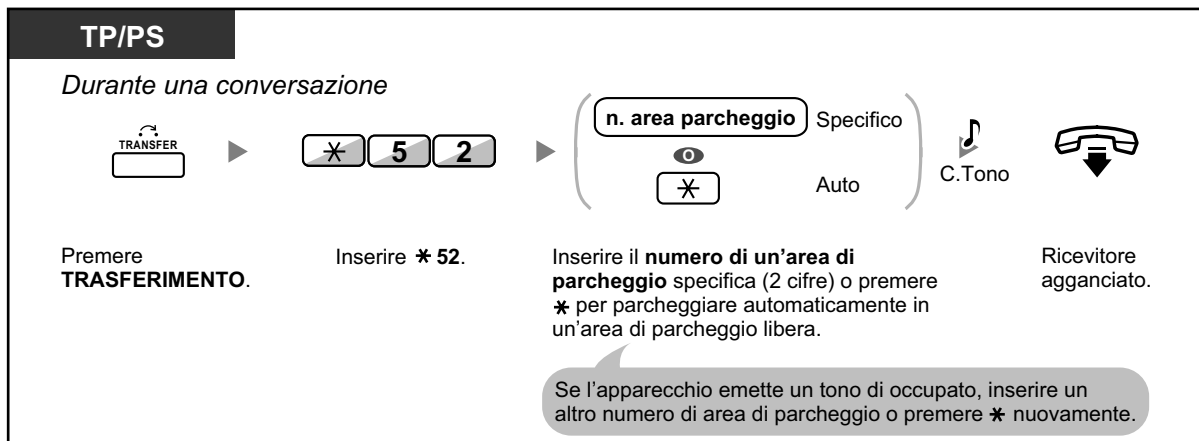 TP/PS
Durante una conversazione
TRANSFER
* 5 2
n. area parcheggio Specifico
O
* Auto
C.Tono
Premere
TRASFERIMENTO.
Inserire * 52.
Inserire il numero di un'area di
parcheggio specifica (2 cifre) o premere
* per parcheggiare automaticamente in
un'area di parcheggio libera.
Ricevitore
agganciato.
Se l'apparecchio emette un tono di occupato, inserire un
altro numero di area di parcheggio o premere * nuovamente.